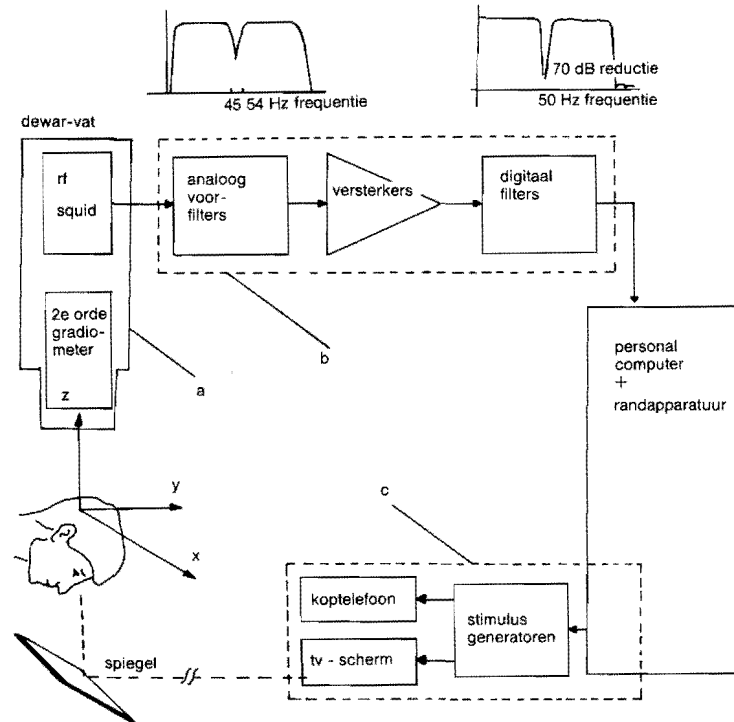 45 54 Hz frequentie
70 dB reductie
50 Hz frequentie
dewar-vat
rf
squid
analoog
voor-
filters
versterkers
digitaal
filters
2e orde
gradio-
meter
z
a
b
personal
computer
+
randapparatuur
y
x
c
koptelefoon
stimulus
generatoren
tv - scherm
spiegel